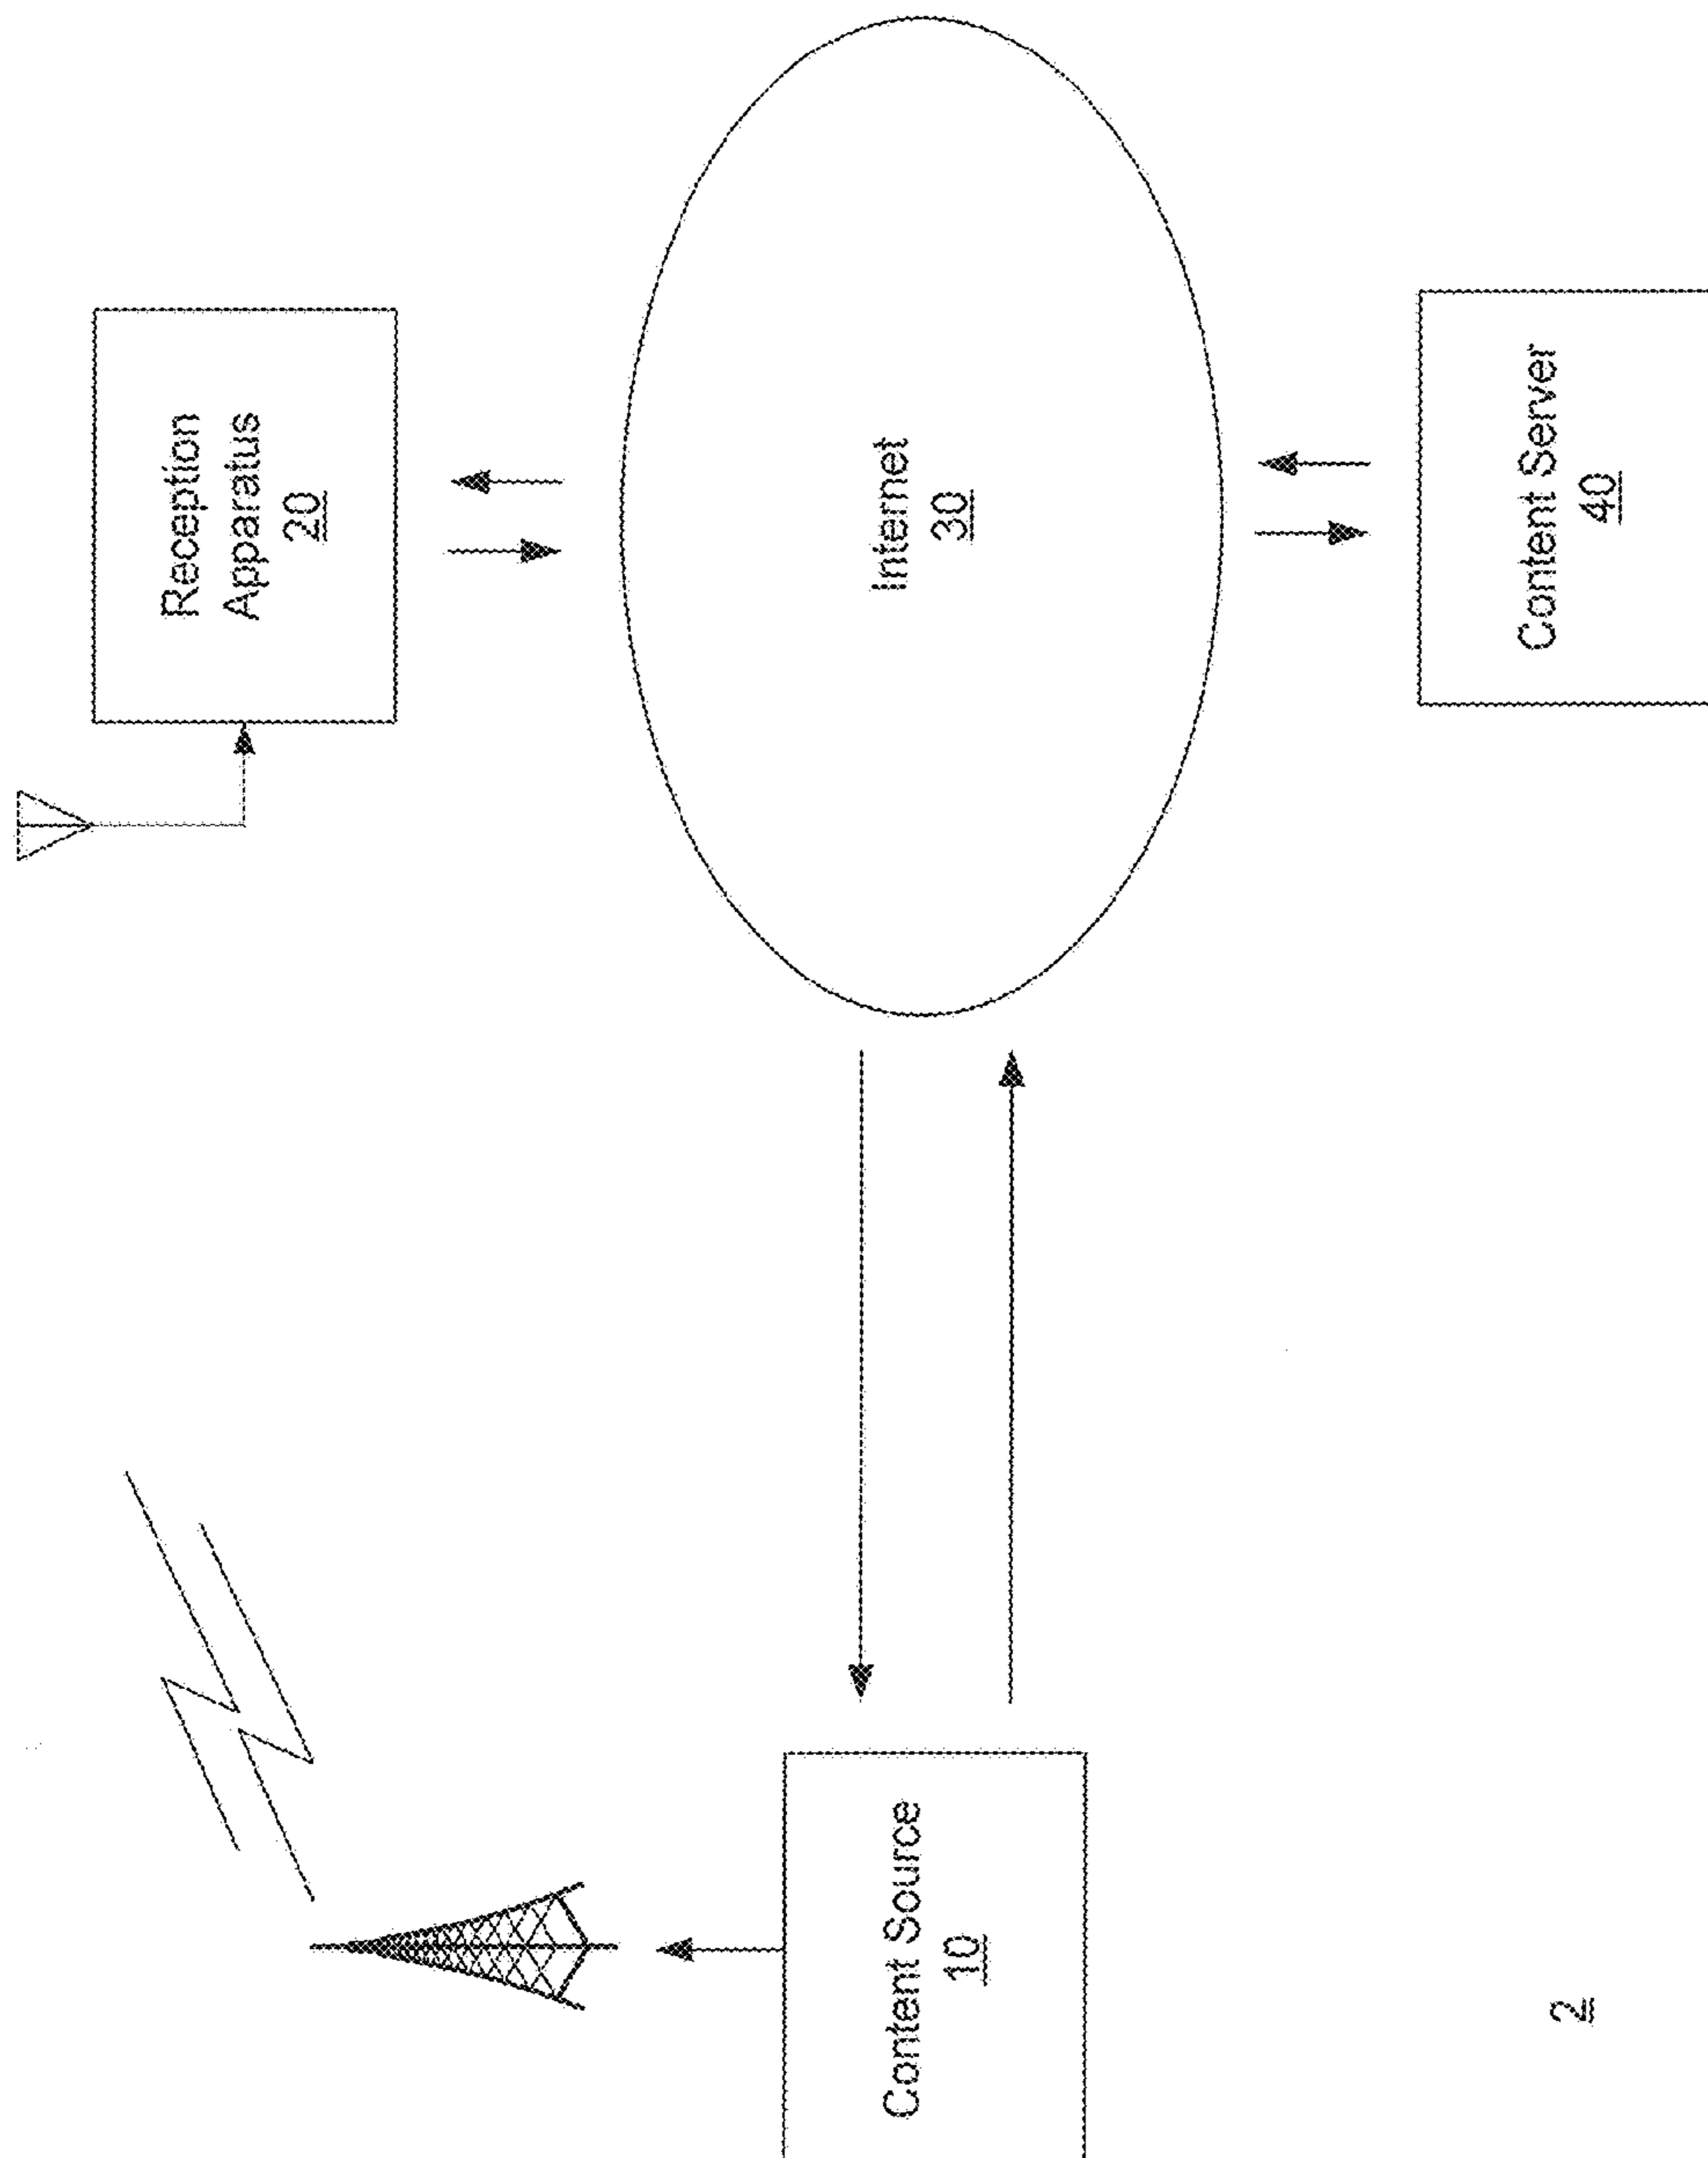 Reception
Apparatus
20
Internet
30
Content Server
40
Content Source
10
2